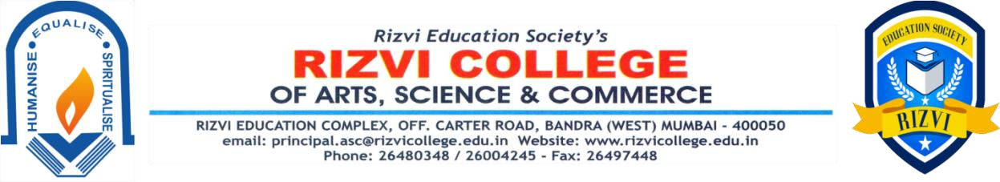 HUMANISE • EQUALISE • SPIRITUALISE
Rizvi Education Society's
RIZVI COLLEGE
OF ARTS, SCIENCE & COMMERCE
RIZVI EDUCATION COMPLEX, OFF. CARTER ROAD, BANDRA (WEST) MUMBAI - 400050
email: principal.asc@rizvicollege.edu.in Website: www.rizvicollege.edu.in
Phone: 26480348 / 26004245 - Fax: 26497448
EDUCATION SOCIETY
RIZVI